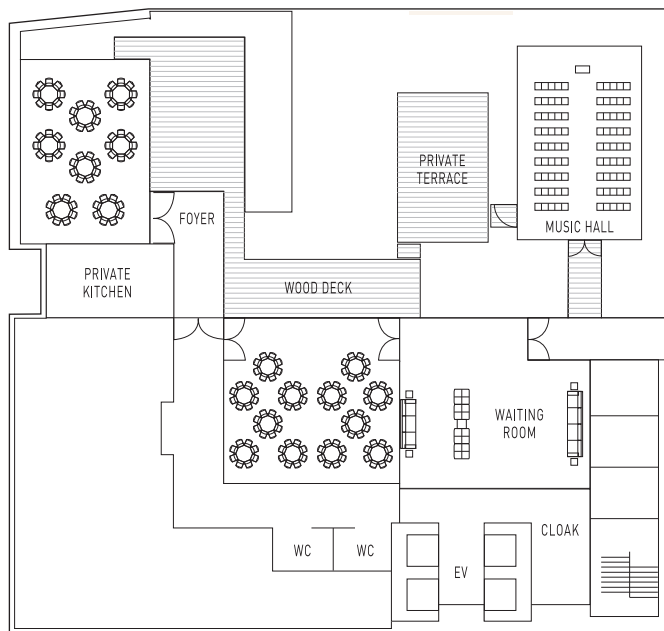 PRIVATE
TERRACE
FOYER
MUSIC HALL
PRIVATE
KITCHEN
WOOD DECK
WAITING
ROOM
WC
WC
EV
CLOAK